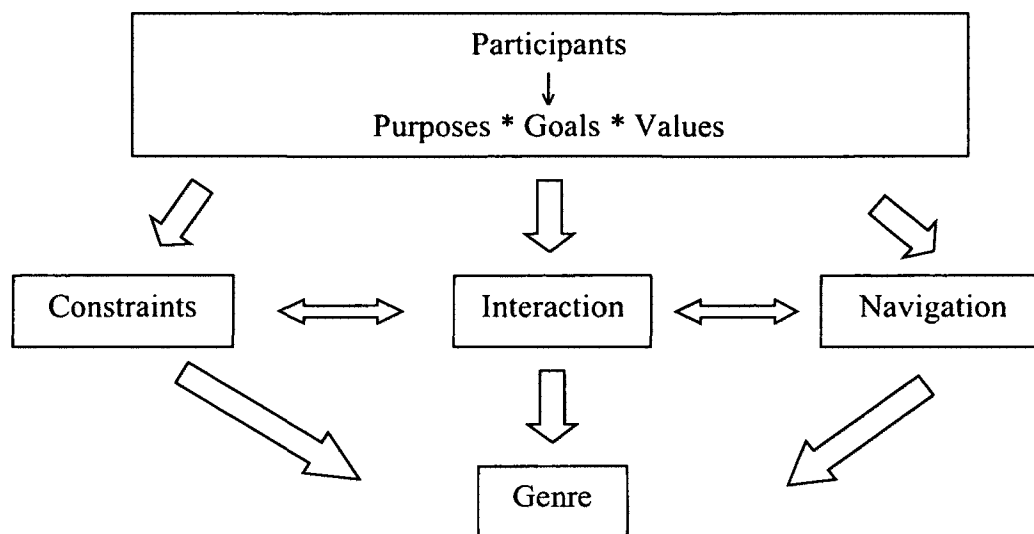 Participants
Purposes * Goals * Values
Constraints
Interaction
Navigation
Genre